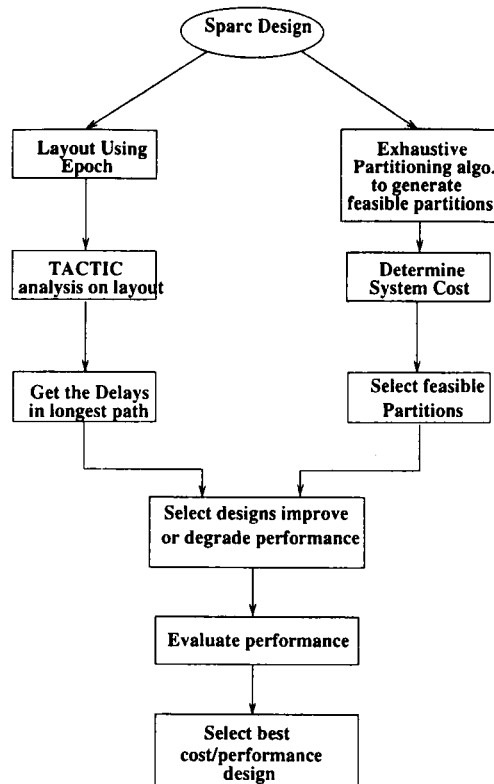 Sparc Design
Layout Using
Epoch
Exhaustive
Partitioning algo.
to generate
feasible partitions
TACTIC
analysis on layout
Determine
System Cost
Get the Delays
in longest path
Select feasible
Partitions
Select designs improve
or degrade performance
Evaluate performance
Select best
cost/performance
design